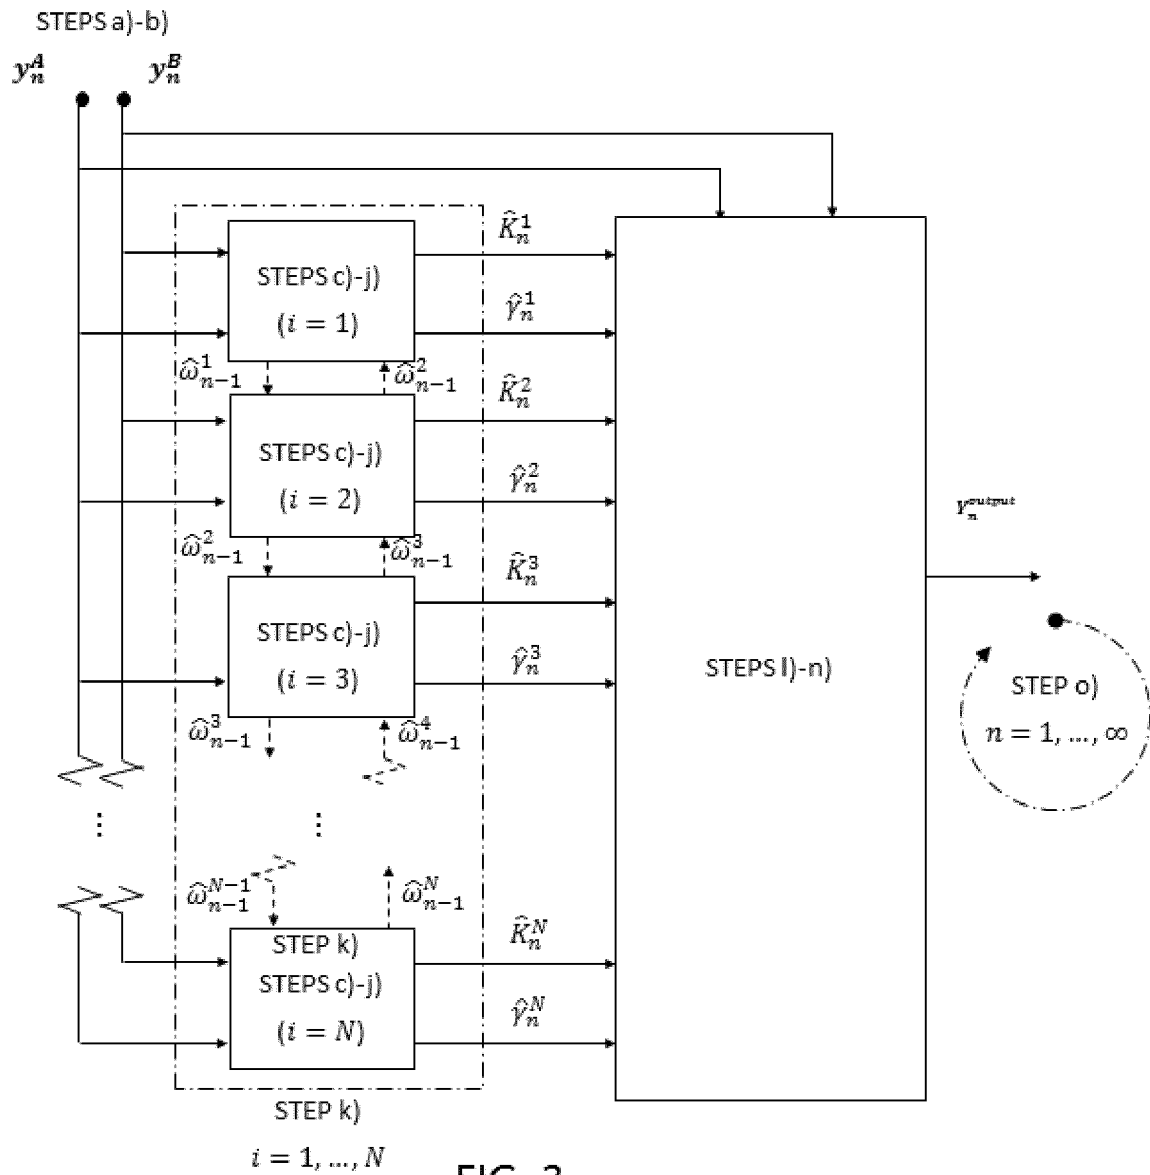 STEPS a)-b)
y_n^A y_n^B
K̂_n^1
STEPS c)-j)
(i = 1)
γ̂_n^1
ω̂_{n-1}^1 ω̂_{n-1}^2
K̂_n^2
STEPS c)-j)
(i = 2)
γ̂_n^2
ω̂_{n-1}^2 ω̂_{n-1}^3
K̂_n^3
STEPS c)-j)
(i = 3)
γ̂_n^3
ω̂_{n-1}^3 ω̂_{n-1}^4
⋮ ⋮
ω̂_{n-1}^{N-1} ω̂_{n-1}^N
K̂_n^N
STEP k)
STEPS c)-j)
(i = N)
γ̂_n^N
STEP k)
i = 1, ..., N
STEPS l)-n)
Y_n^{output}
STEP o)
n = 1, ..., ∞